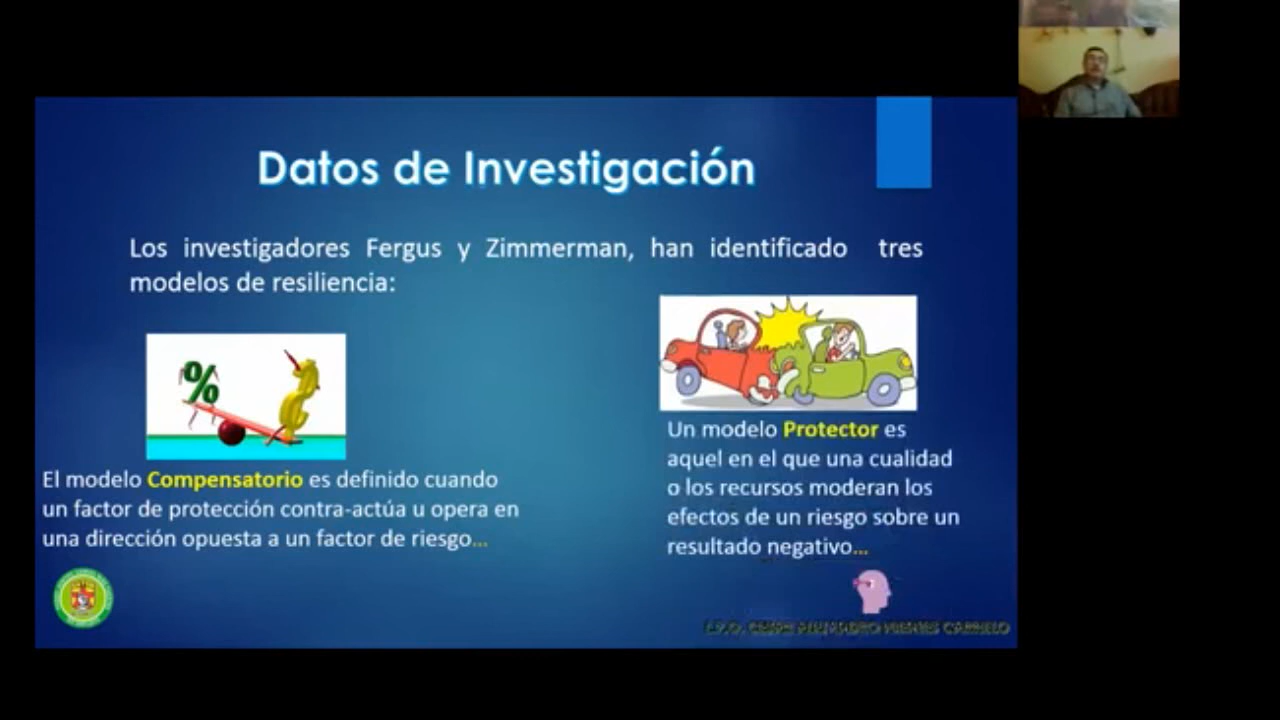 Datos de Investigación
Los investigadores Fergus y Zimmerman, han identificado tres
modelos de resiliencia:
%
$
El modelo Compensatorio es definido cuando
un factor de protección contra-actúa u opera en
una dirección opuesta a un factor de riesgo...
Un modelo Protector es
aquel en el que una cualidad
o los recursos moderan los
efectos de un riesgo sobre un
resultado negativo...
ALEJANDRO